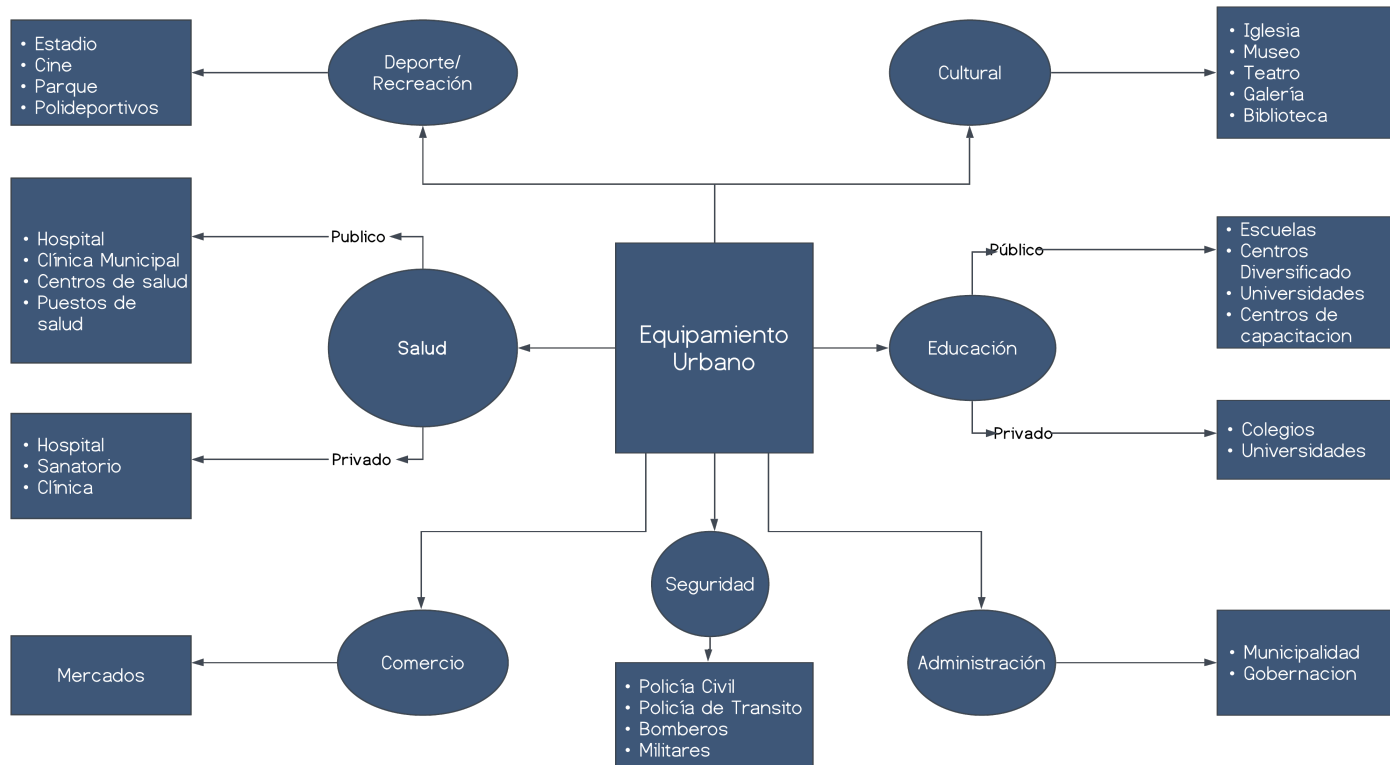 • Estadio
• Cine
• Parque
• Polideportivos
Deporte/
Recreación
Cultural
• Iglesia
• Museo
• Teatro
• Galería
• Biblioteca
• Hospital
• Clínica Municipal
• Centros de salud
• Puestos de
salud
Publico
Salud
Privado
• Hospital
• Sanatorio
• Clínica
Equipamiento
Urbano
Educación
Público
• Escuelas
• Centros
Diversificado
• Universidades
• Centros de
capacitacion
Privado
• Colegios
• Universidades
Mercados
Comercio
Seguridad
• Policía Civil
• Policía de Transito
• Bomberos
• Militares
Administración
• Municipalidad
• Gobernacion